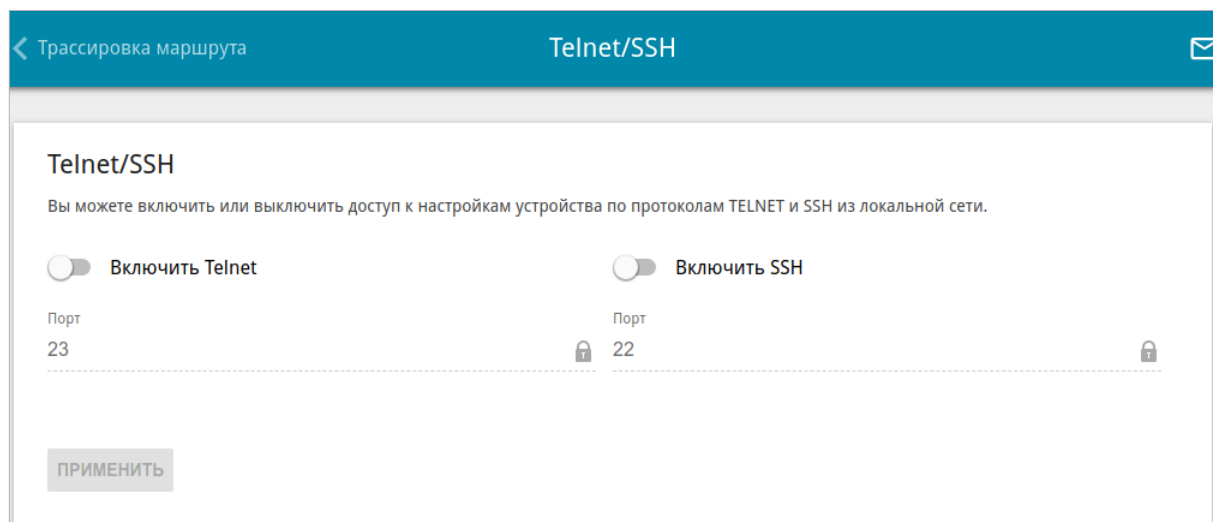 Трассировка маршрута
Telnet/SSH
Telnet/SSH
Вы можете включить или выключить доступ к настройкам устройства по протоколам TELNET и SSH из локальной сети.
Включить Telnet
Включить SSH
Порт
Порт
23
22
ПРИМЕНИТЬ